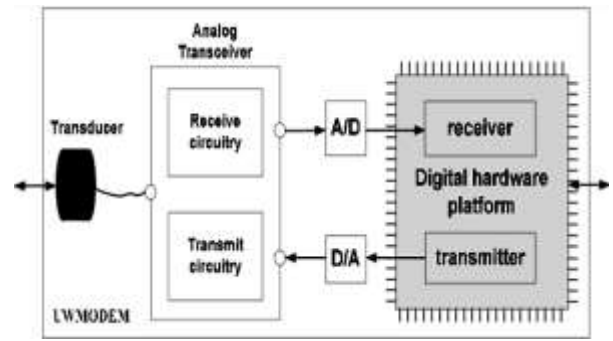 Analog
Transceiver
Transducer
Receive
circuitry
A/D
receiver
Digital hardware
platform
Transmit
circuitry
D/A
transmitter
UWMODEM